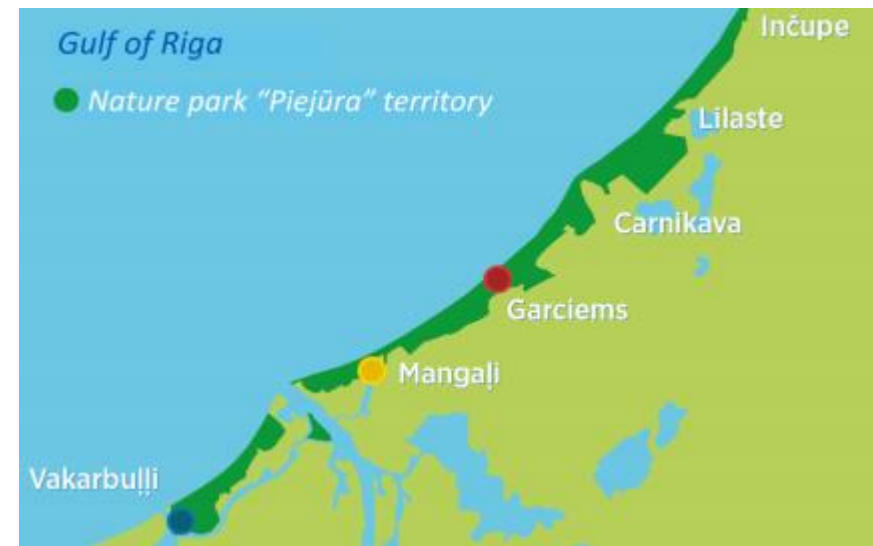 Gulf of Riga
Nature park “Piejūra” territory
Inčupe
Lilaste
Carnikava
Garciems
Mangaļi
Vakarbuļļi